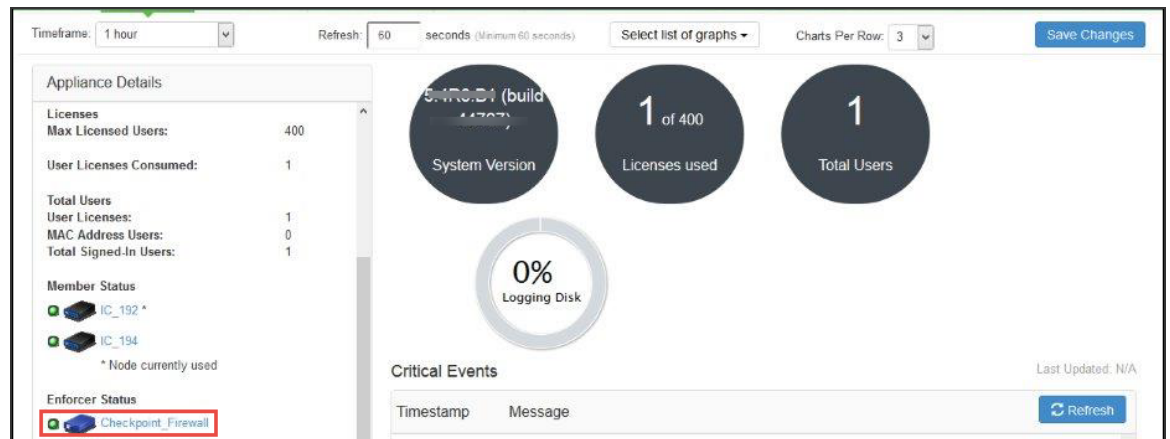 Timeframe: 1 hour Refresh: 60 seconds (Minimum 60 seconds) Select list of graphs Charts Per Row: 3 Save Changes
Appliance Details
Licenses
Max Licensed Users: 400
User Licenses Consumed: 1
Total Users
User Licenses: 1
MAC Address Users: 0
Total Signed-In Users: 1
Member Status
IC_192 *
IC_194
* Node currently used
Enforcer Status
Checkpoint_Firewall
(build
System Version
1 of 400
Licenses used
1
Total Users
0%
Logging Disk
Critical Events Last Updated: N/A
Timestamp Message Refresh